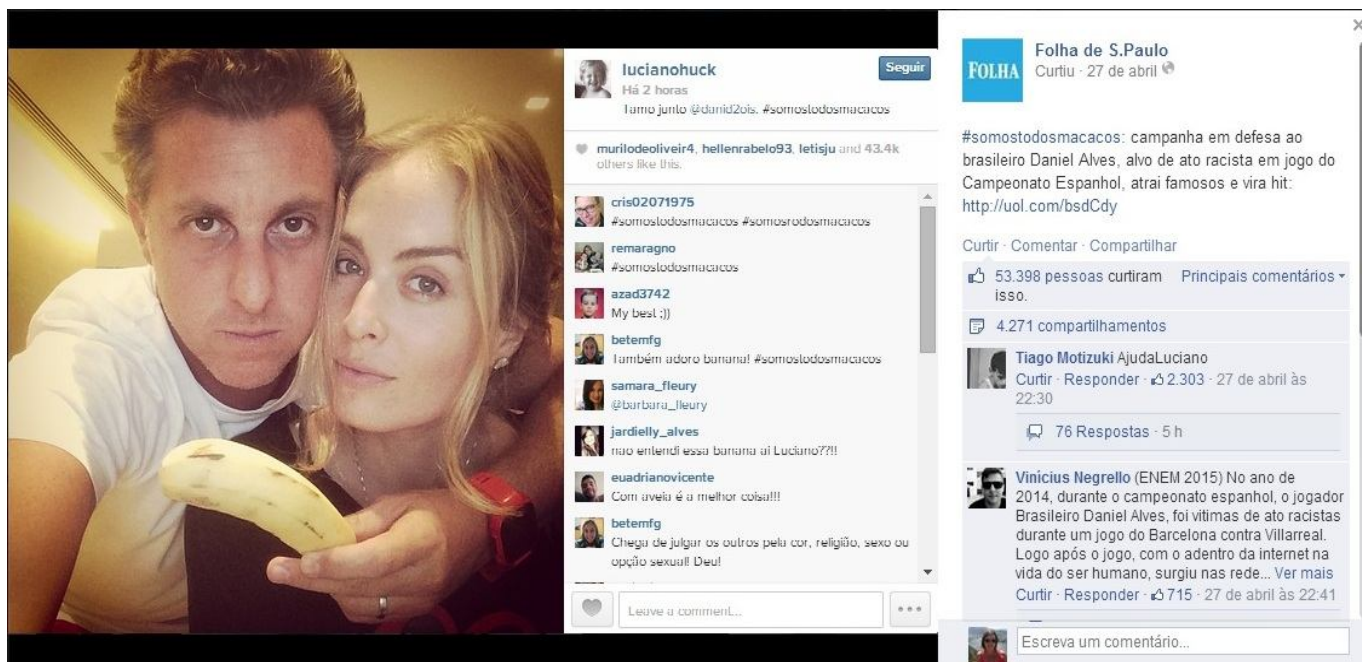 lucianohuck
Seguir
Há 2 horas
Tamo junto @danid2ois. #somostodosmacacos
murilodeoliveir4, hellenrabelo93, letisju and 43.4k
others like this.
cris02071975
#somostodosmacacos #somosrodosmacacos
remaragno
#somostodosmacacos
azad3742
My best ;))
betemfg
Também adoro banana! #somostodosmacacos
samara_fleury
@barbara_fleury
jardielly_alves
nao entendi essa banana ai Luciano??!!
euadrianovicente
Com aveia é a melhor coisa!!!
betemfg
Chega de julgar os outros pela cor, religião, sexo ou
opção sexual! Deu!
Leave a comment...
FOLHA
Folha de S.Paulo
Curtiu · 27 de abril
#somostodosmacacos: campanha em defesa ao
brasileiro Daniel Alves, alvo de ato racista em jogo do
Campeonato Espanhol, atrai famosos e vira hit:
http://uol.com/bsdCdy
Curtir · Comentar · Compartilhar
53.398 pessoas curtiram
isso.
Principais comentários
4.271 compartilhamentos
Tiago Motizuki AjudaLuciano
Curtir · Responder · 2.303 · 27 de abril às
22:30
76 Respostas · 5 h
Vinícius Negrello (ENEM 2015) No ano de
2014, durante o campeonato espanhol, o jogador
Brasileiro Daniel Alves, foi vitimas de ato racistas
durante um jogo do Barcelona contra Villarreal.
Logo após o jogo, com o adentro da internet na
vida do ser humano, surgiu nas rede... Ver mais
Curtir · Responder · 715 · 27 de abril às 22:41
Escreva um comentário...